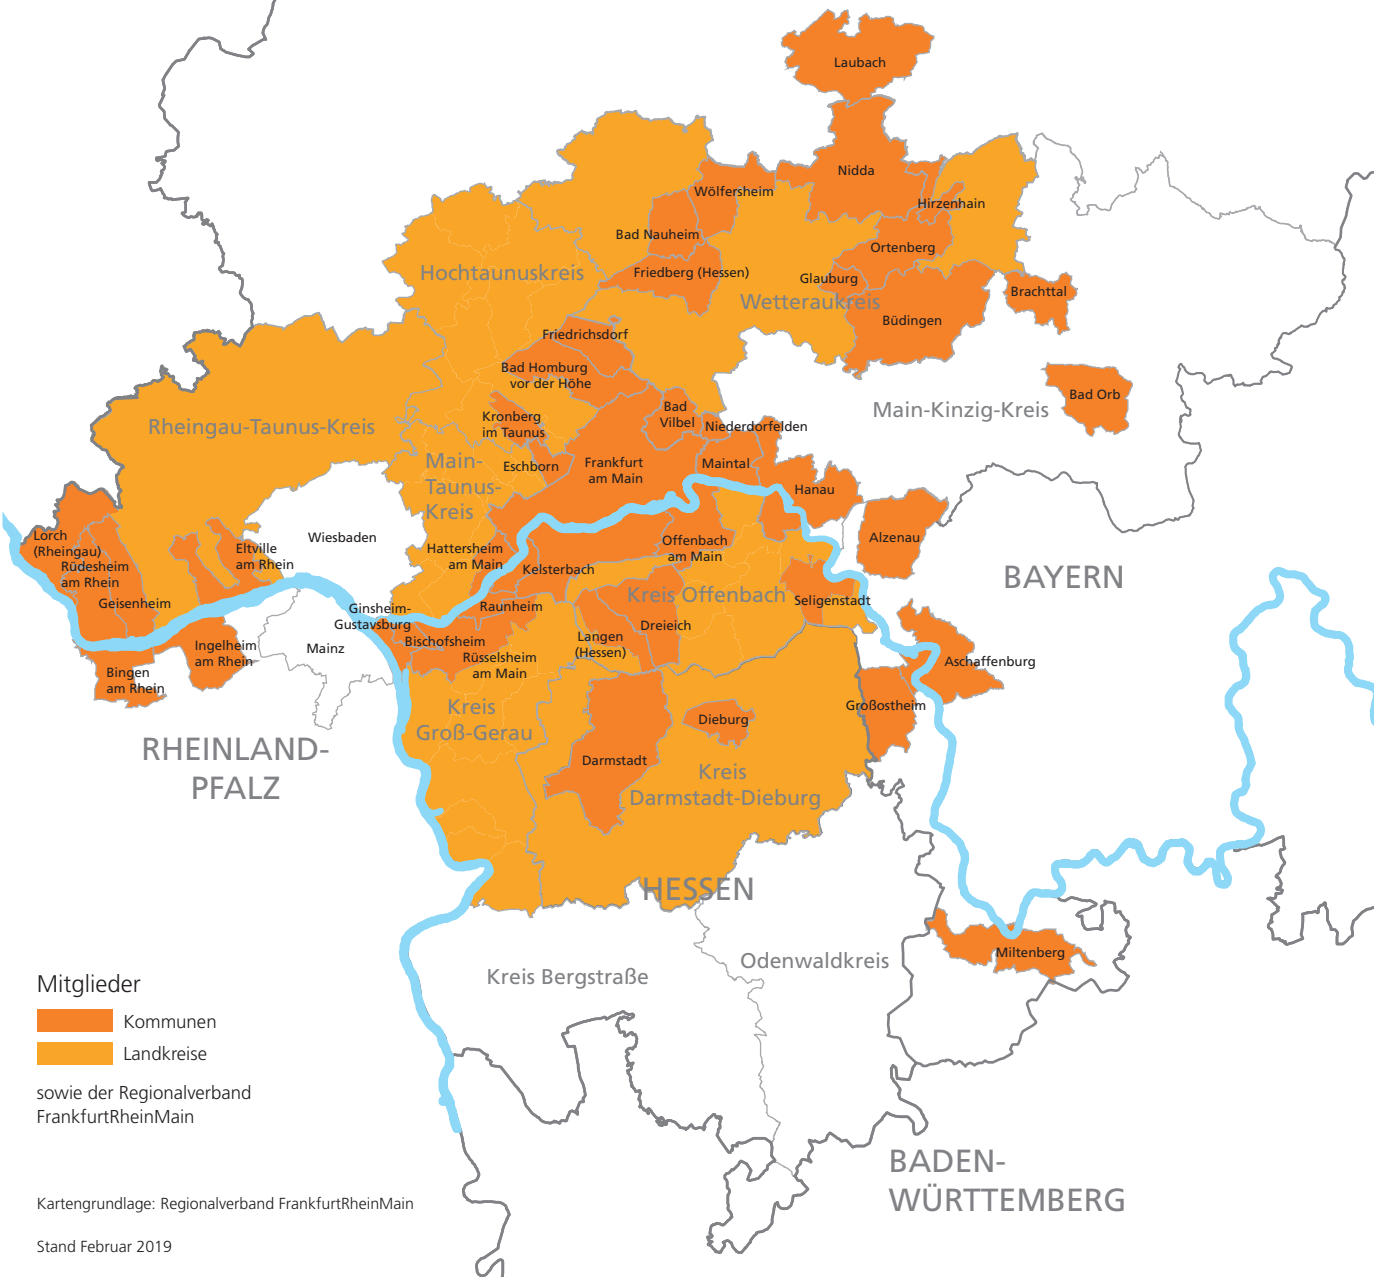 Laubach
Nidda
Wölfersheim
Hirzenhain
Bad Nauheim
Ortenberg
Hochtaunuskreis
Friedberg (Hessen)
Glauburg
Wetteraukreis
Brachttal
Büdingen
Friedrichsdorf
Bad Homburg
vor der Höhe
Bad Orb
Main-Kinzig-Kreis
Kronberg
im Taunus
Bad
Vilbel
Niederdorfelden
Rheingau-Taunus-Kreis
Main-
Taunus-
Kreis
Eschborn
Frankfurt
am Main
Maintal
Hanau
Alzenau
Lorch
(Rheingau)
Rüdesheim
am Rhein
Geisenheim
Eltville
am Rhein
Wiesbaden
Hattersheim
am Main
Kelsterbach
Offenbach
am Main
BAYERN
Kreis Offenbach
Seligenstadt
Ginsheim-
Gustavsburg
Raunheim
Bischofsheim
Rüsselsheim
am Main
Langen
(Hessen)
Dreieich
Ingelheim
am Rhein
Mainz
Bingen
am Rhein
Aschaffenburg
Großostheim
Kreis
Groß-Gerau
Dieburg
RHEINLAND-
PFALZ
Darmstadt
Kreis
Darmstadt-Dieburg
HESSEN
Miltenberg
Odenwaldkreis
Kreis Bergstraße
Mitglieder
Kommunen
Landkreise
sowie der Regionalverband
FrankfurtRheinMain
BADEN-
WÜRTTEMBERG
Kartengrundlage: Regionalverband FrankfurtRheinMain
Stand Februar 2019